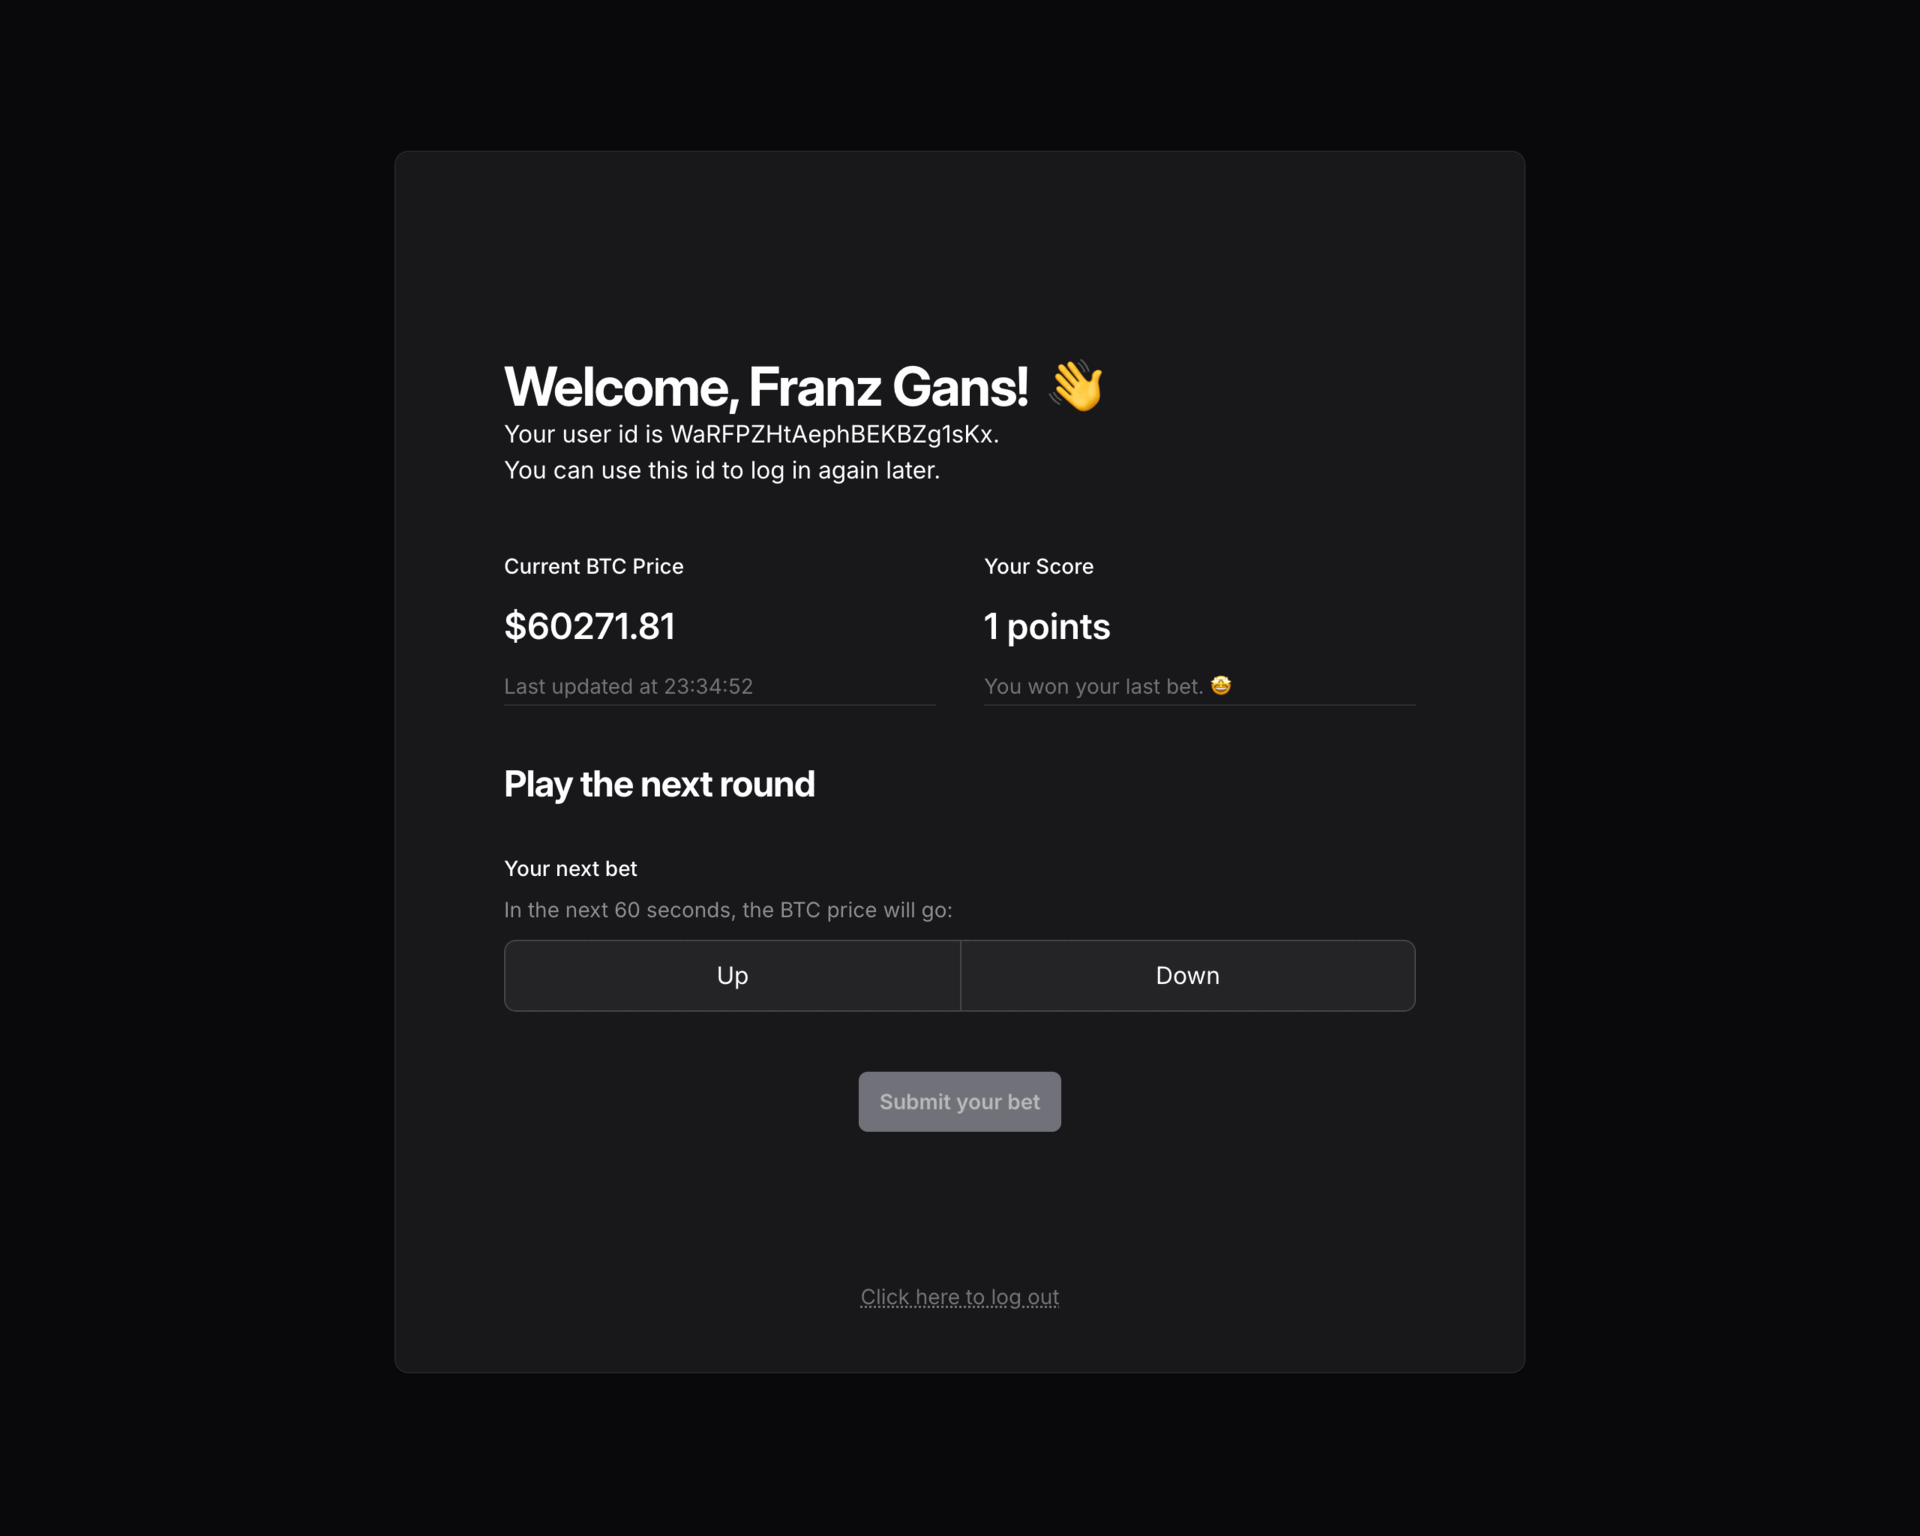 Welcome, Franz Gans! 👋
Your user id is WaRFPZHtAephBEKBZg1sKx.
You can use this id to log in again later.
Current BTC Price
$60271.81
Last updated at 23:34:52
Your Score
1 points
You won your last bet. 🤩
Play the next round
Your next bet
In the next 60 seconds, the BTC price will go:
Up
Down
Submit your bet
Click here to log out